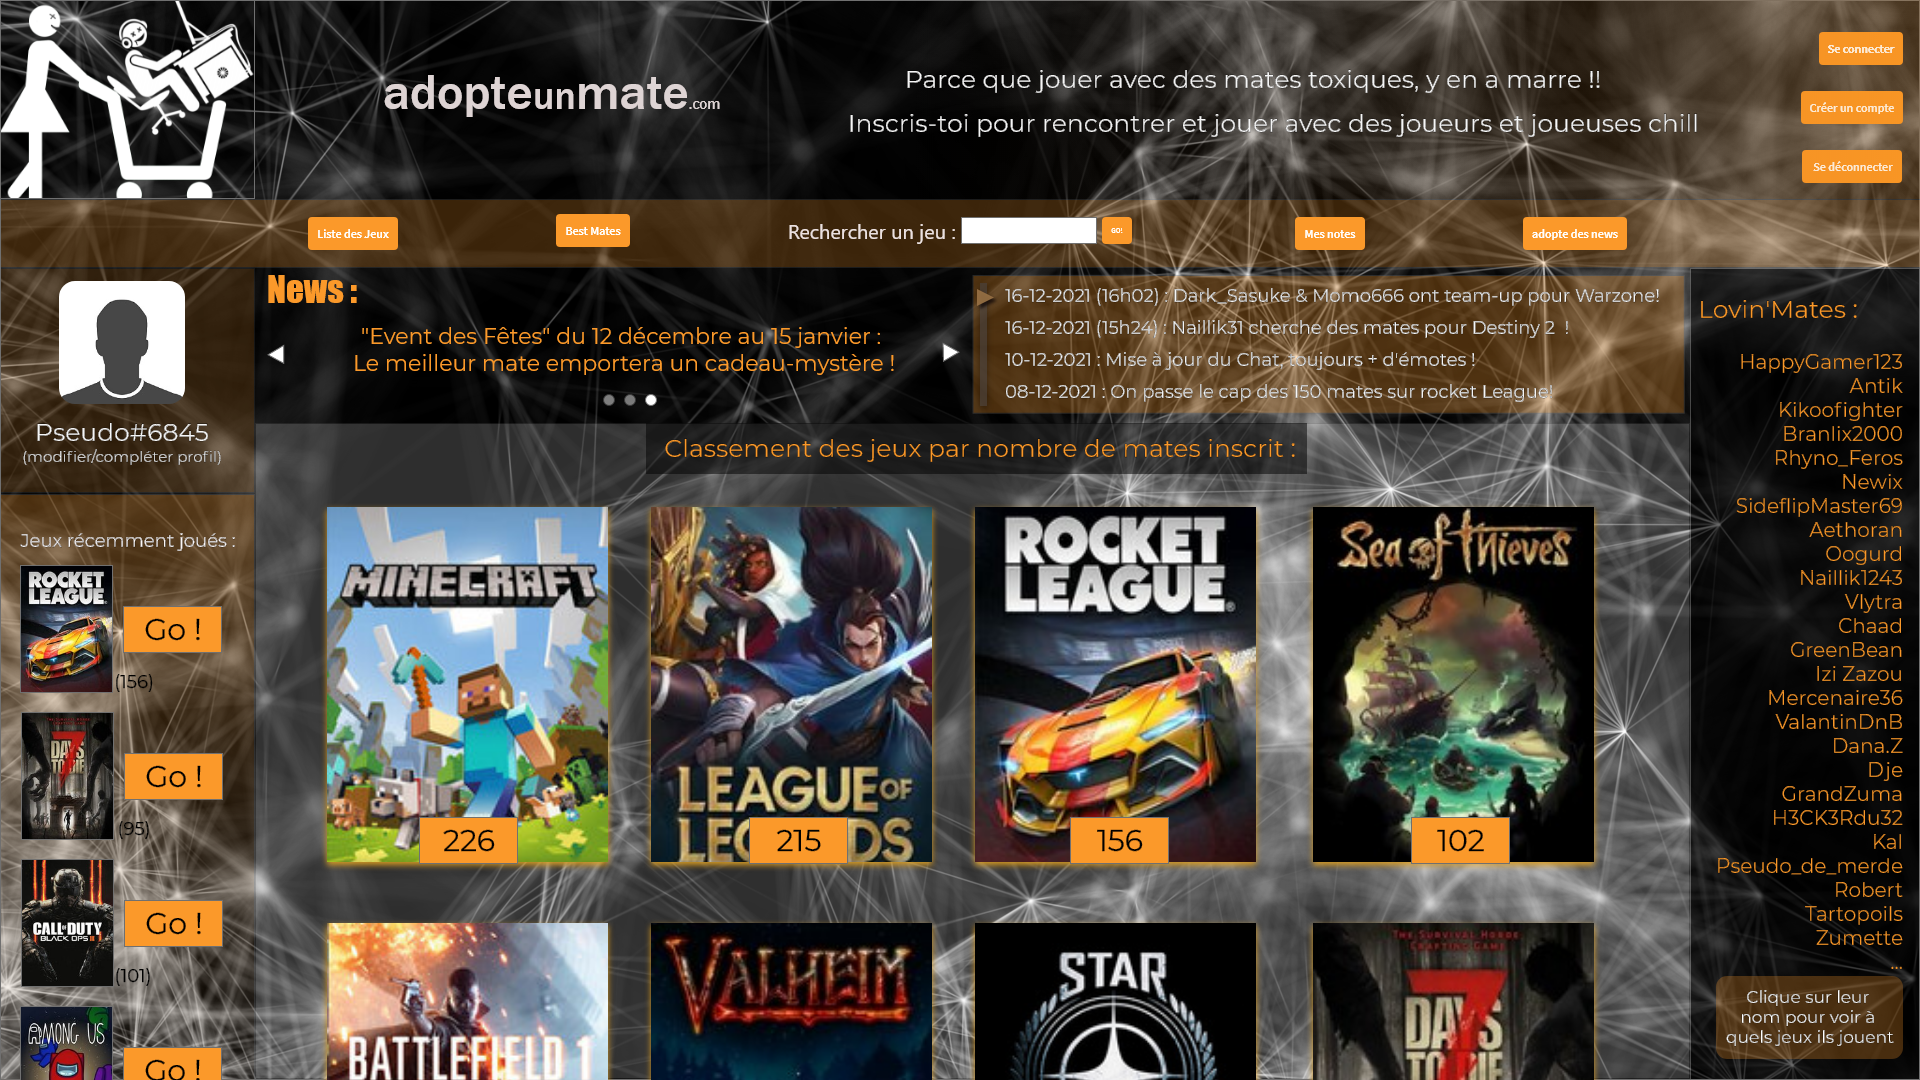 adopteunmate.com
Parce que jouer avec des mates toxiques, y en a marre !!
Inscris-toi pour rencontrer et jouer avec des joueurs et joueuses chill
Se connecter
Créer un compte
Se déconnecter
Liste des Jeux
Best Mates
Rechercher un jeu :
GO!
Mes notes
adopte des news
Pseudo#6845
(modifier/compléter profil)
Jeux récemment joués :
ROCKET
LEAGUE
Go !
(156)
7
DAYS
TO DIE
Go !
(95)
CALL OF DUTY
BLACK OPS III
Go !
(101)
AMONG US
Go !
News :
"Event des Fêtes" du 12 décembre au 15 janvier :
Le meilleur mate emportera un cadeau-mystère !
16-12-2021 (16h02) : Dark_Sasuke & Momo666 ont team-up pour Warzone!
16-12-2021 (15h24) : Naillik31 cherche des mates pour Destiny 2  !
10-12-2021 : Mise à jour du Chat, toujours + d'émotes !
08-12-2021 : On passe le cap des 150 mates sur rocket League!
Classement des jeux par nombre de mates inscrit :
MINECRAFT
226
LEAGUE OF
LEGENDS
215
ROCKET
LEAGUE®
156
Sea of Thieves
102
BATTLEFIELD 1
VALHEIM
STAR
THE SURVIVAL HORDE
CRAFTING GAME
7
DAYS
TO DIE
Lovin'Mates :
HappyGamer123
Antik
Kikoofighter
Branlix2000
Rhyno_Feros
Newix
SideflipMaster69
Aethoran
Oogurd
Naillik1243
Vlytra
Chaad
GreenBean
Izi Zazou
Mercenaire36
ValantinDnB
Dana.Z
Dje
GrandZuma
H3CK3Rdu32
Kal
Pseudo_de_merde
Robert
Tartopoils
Zumette
...
Clique sur leur
nom pour voir à
quels jeux ils jouent